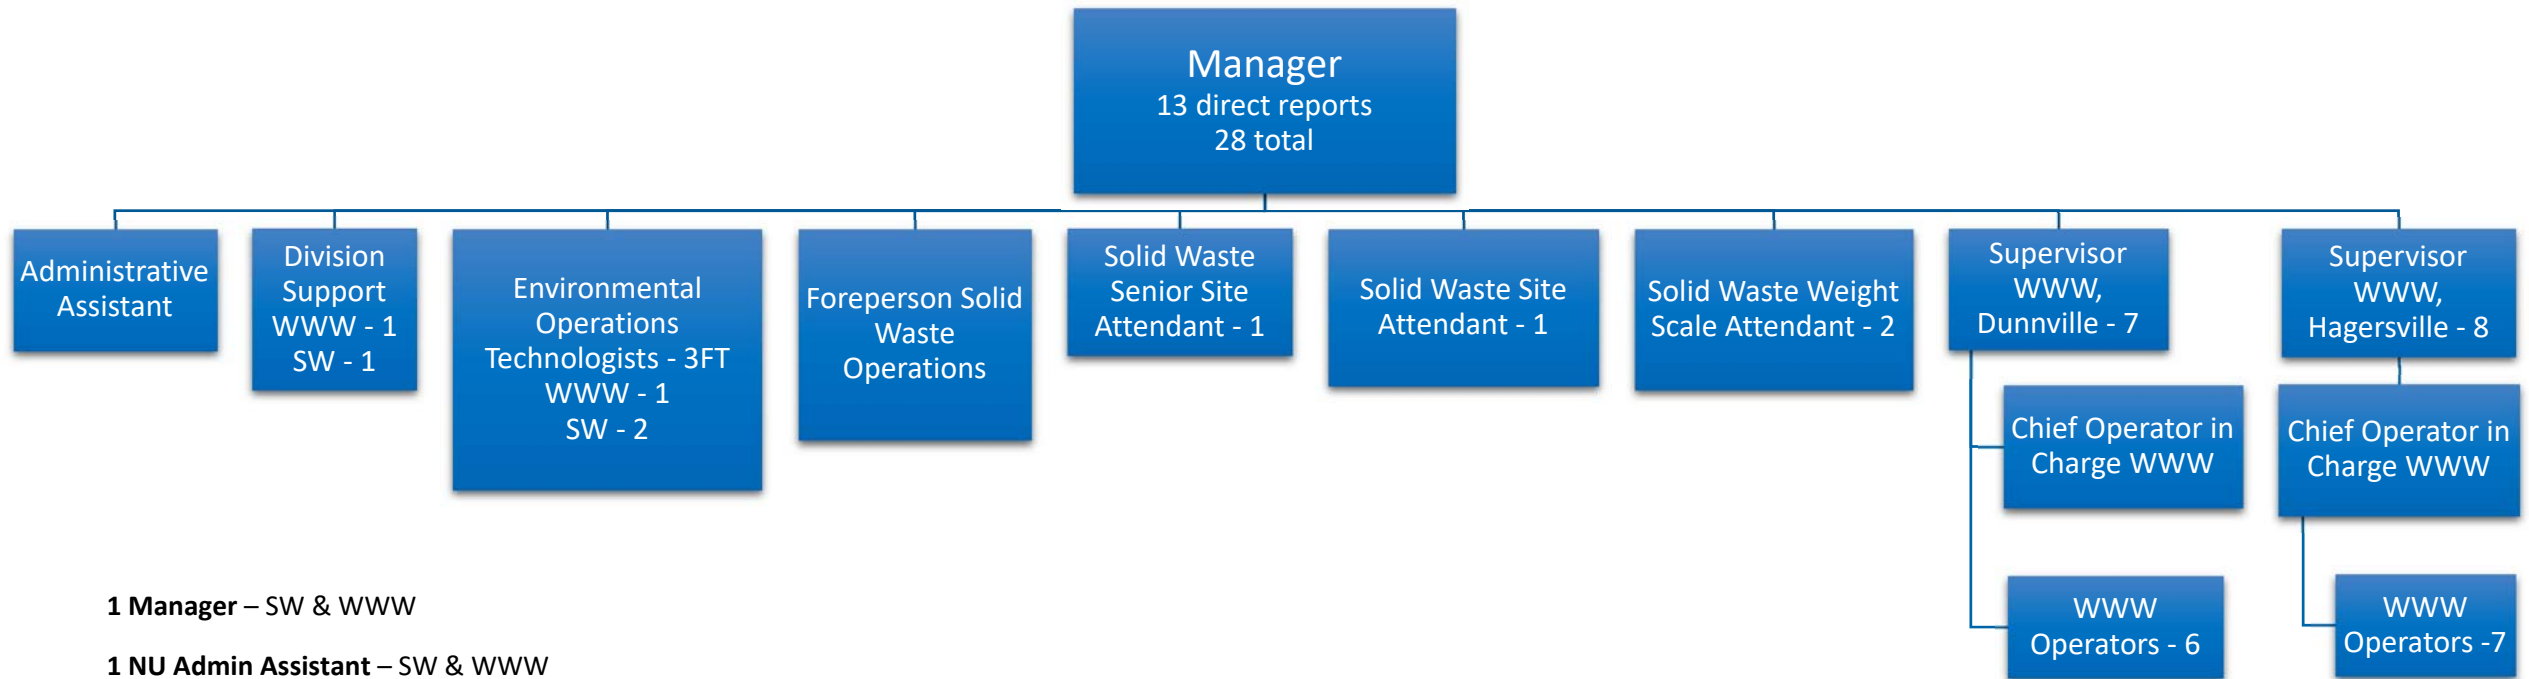 Manager
13 direct reports
28 total
Administrative
Assistant
Division
Support
WWW - 1
SW - 1
Environmental
Operations
Technologists - 3FT
WWW - 1
SW - 2
Foreperson Solid
Waste
Operations
Solid Waste
Senior Site
Attendant - 1
Solid Waste Site
Attendant - 1
Solid Waste Weight
Scale Attendant - 2
Supervisor
WWW,
Dunnville - 7
Supervisor
WWW,
Hagersville - 8
Chief Operator in
Charge WWW
Chief Operator in
Charge WWW
WWW
Operators - 6
WWW
Operators -7
1 Manager – SW & WWW
1 NU Admin Assistant – SW & WWW